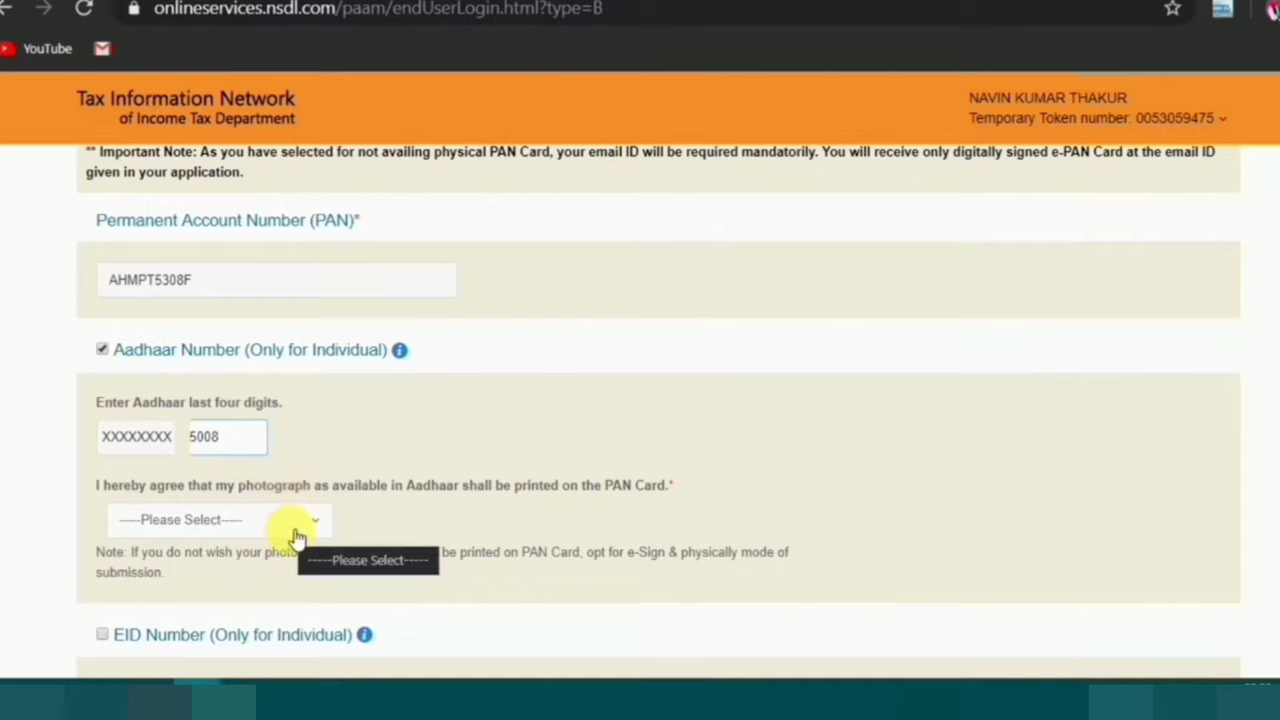 onlineservices.nsdl.com/paam/endUserLogin.html?type=B
YouTube
Tax Information Network
of Income Tax Department
NAVIN KUMAR THAKUR
Temporary Token number: 0053059475
** Important Note: As you have selected for not availing physical PAN Card, your email ID will be required mandatorily. You will receive only digitally signed e-PAN Card at the email ID
given in your application.
Permanent Account Number (PAN)*
AHMPT5308F
Aadhaar Number (Only for Individual)
Enter Aadhaar last four digits.
XXXXXXXX 5008
I hereby agree that my photograph as available in Aadhaar shall be printed on the PAN Card.*
-----Please Select-----
Note: If you do not wish your be printed on PAN Card, opt for e-Sign & physically mode of
-----Please Select-----
submission.
EID Number (Only for Individual)